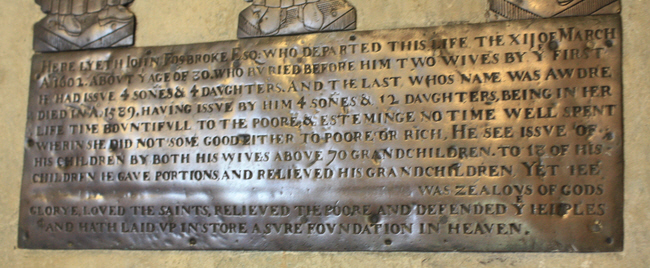 HERE LYETH IOHN FOSBROKE ESQ: WHO DEPARTED THIS LIFE THE XII OF MARCH
A° 1602. ABOVT Y AGE OF 80. WHO BVRIED BEFORE HIM TWO WIVES BY Y FIRST
HE HAD ISSVE 4 SONES & 4 DAVGHTERS. AND THE LAST WHOS NAME WAS AWDRE
DIED IN A. 1589, HAVING ISSVE BY HIM 4 SONES & 12 DAVGHTERS, BEING IN HER
LIFE TIME BOVNTIFVLL TO THE POORE, & ESTEMINGE NO TIME WELL SPENT
WHERIN SHE DID NOT SOME GOOD EITHER TO POORE OR RICH. HE SEE ISSVE OF
HIS CHILDREN BY BOTH HIS WIVES ABOVE 70 GRANDCHILDREN. TO 18 OF HIS
CHILDREN HE GAVE PORTIONS, AND RELIEVED HIS GRANDCHILDREN. YET HEE
WAS ZEALOVS OF GODS
GLORYE, LOVED THE SAINTS, RELIEVED THE POORE AND DEFENDED Y HELPLES
AND HATH LAID VP IN STORE A SVRE FOVNDATION IN HEAVEN.